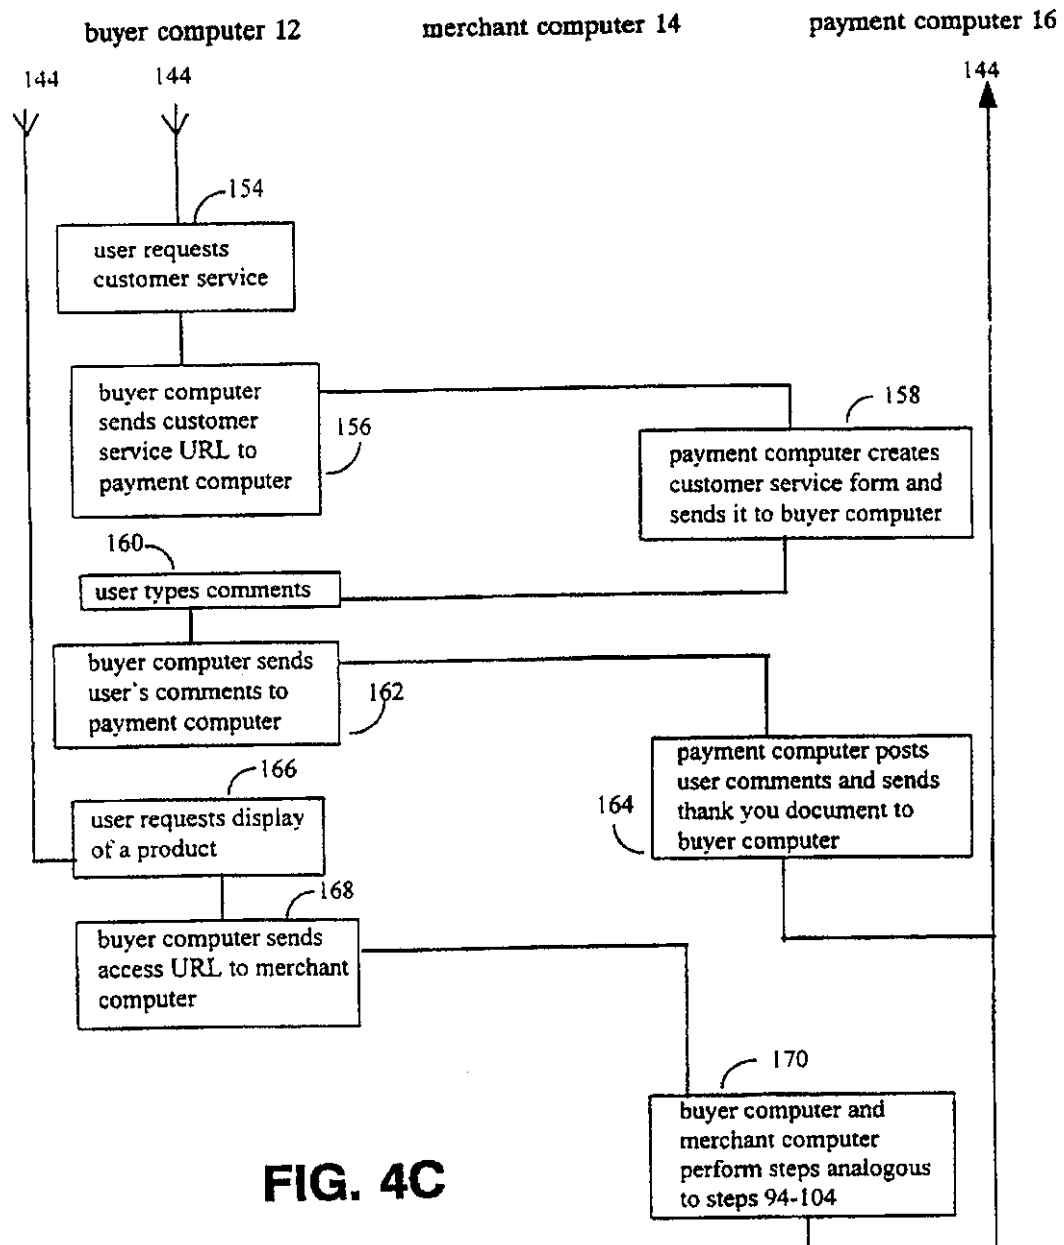 buyer computer 12
merchant computer 14
payment computer 16
144
144
144
154
user requests
customer service
buyer computer
sends customer
service URL to
payment computer
156
158
payment computer creates
customer service form and
sends it to buyer computer
160
user types comments
buyer computer sends
user's comments to
payment computer
162
payment computer posts
user comments and sends
thank you document to
buyer computer
164
166
user requests display
of a product
168
buyer computer sends
access URL to merchant
computer
170
buyer computer and
merchant computer
perform steps analogous
to steps 94-104
FIG. 4C